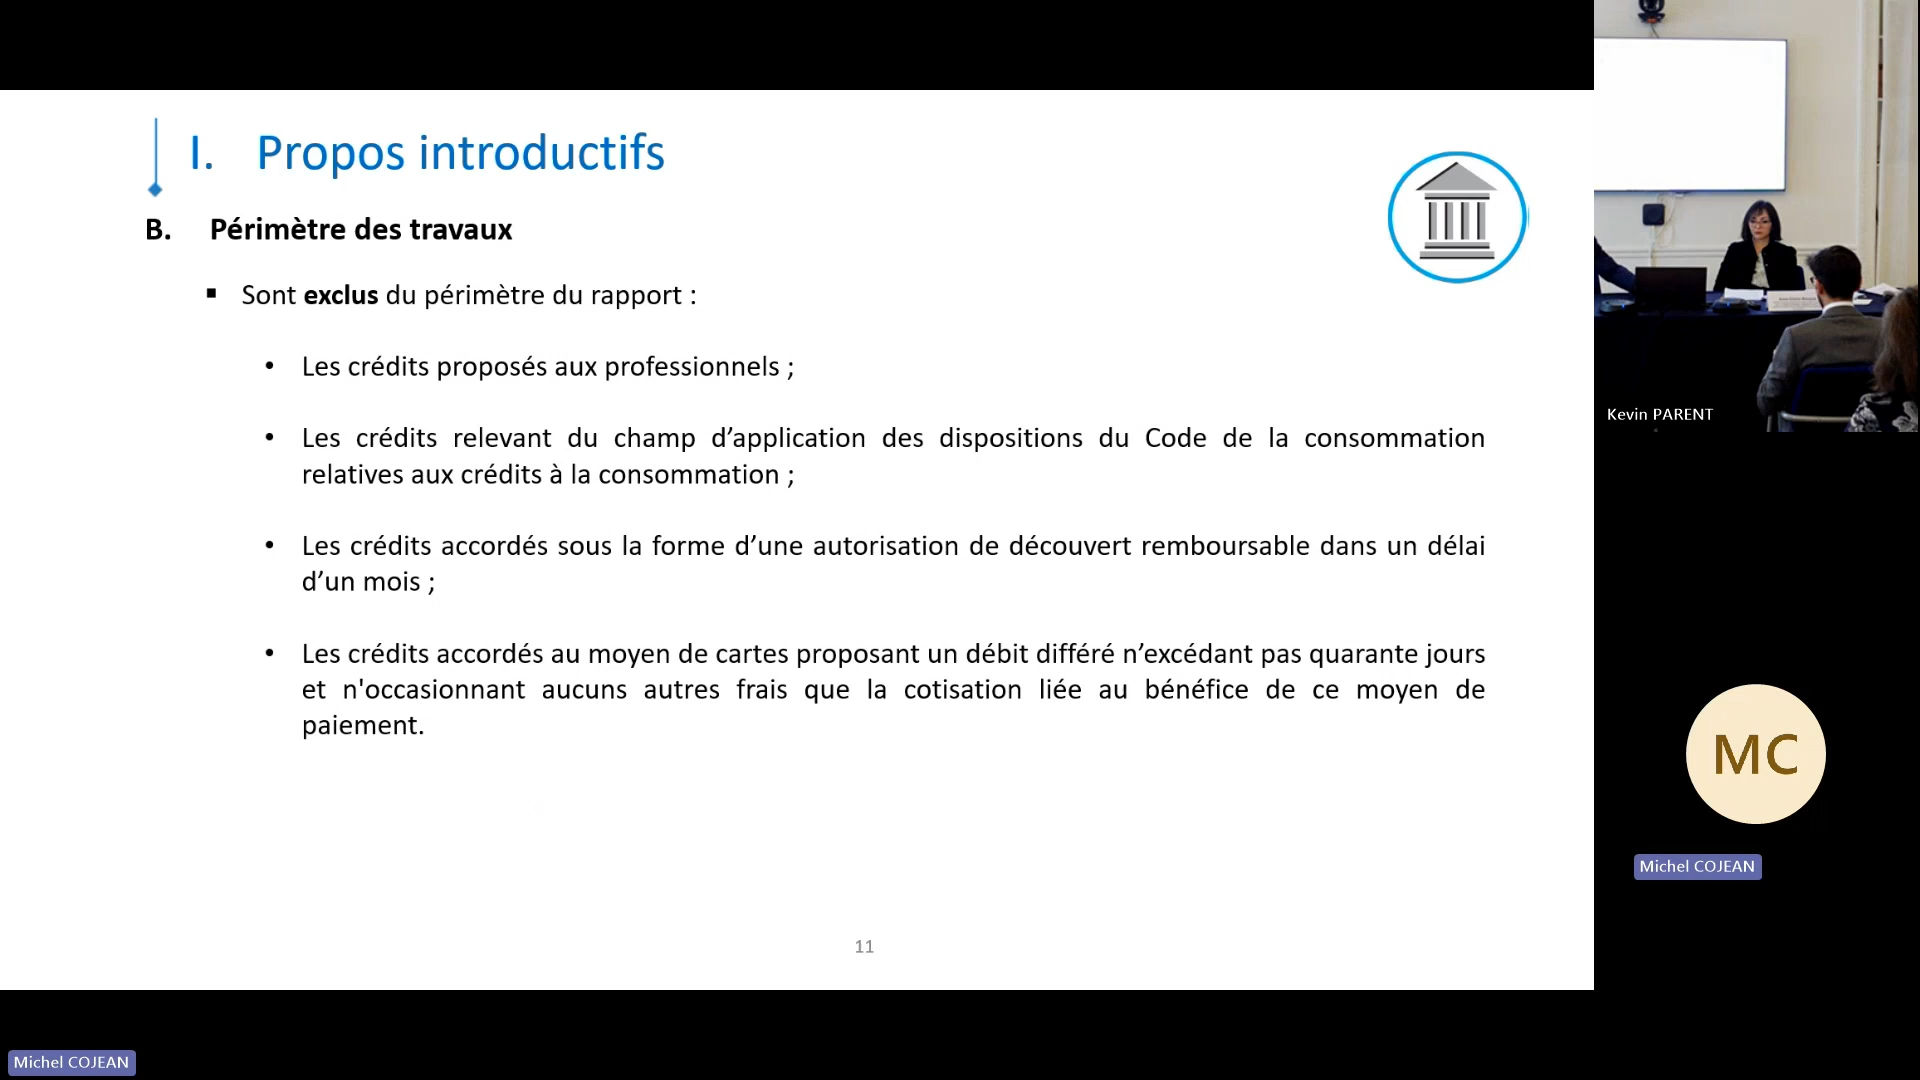 I. Propos introductifs
B. Périmètre des travaux
▪ Sont exclus du périmètre du rapport :
• Les crédits proposés aux professionnels ;
• Les crédits relevant du champ d’application des dispositions du Code de la consommation
relatives aux crédits à la consommation ;
• Les crédits accordés sous la forme d’une autorisation de découvert remboursable dans un délai
d’un mois ;
• Les crédits accordés au moyen de cartes proposant un débit différé n’excédant pas quarante jours
et n'occasionnant aucuns autres frais que la cotisation liée au bénéfice de ce moyen de
paiement.
11
Kevin PARENT
MC
Michel COJEAN
Michel COJEAN